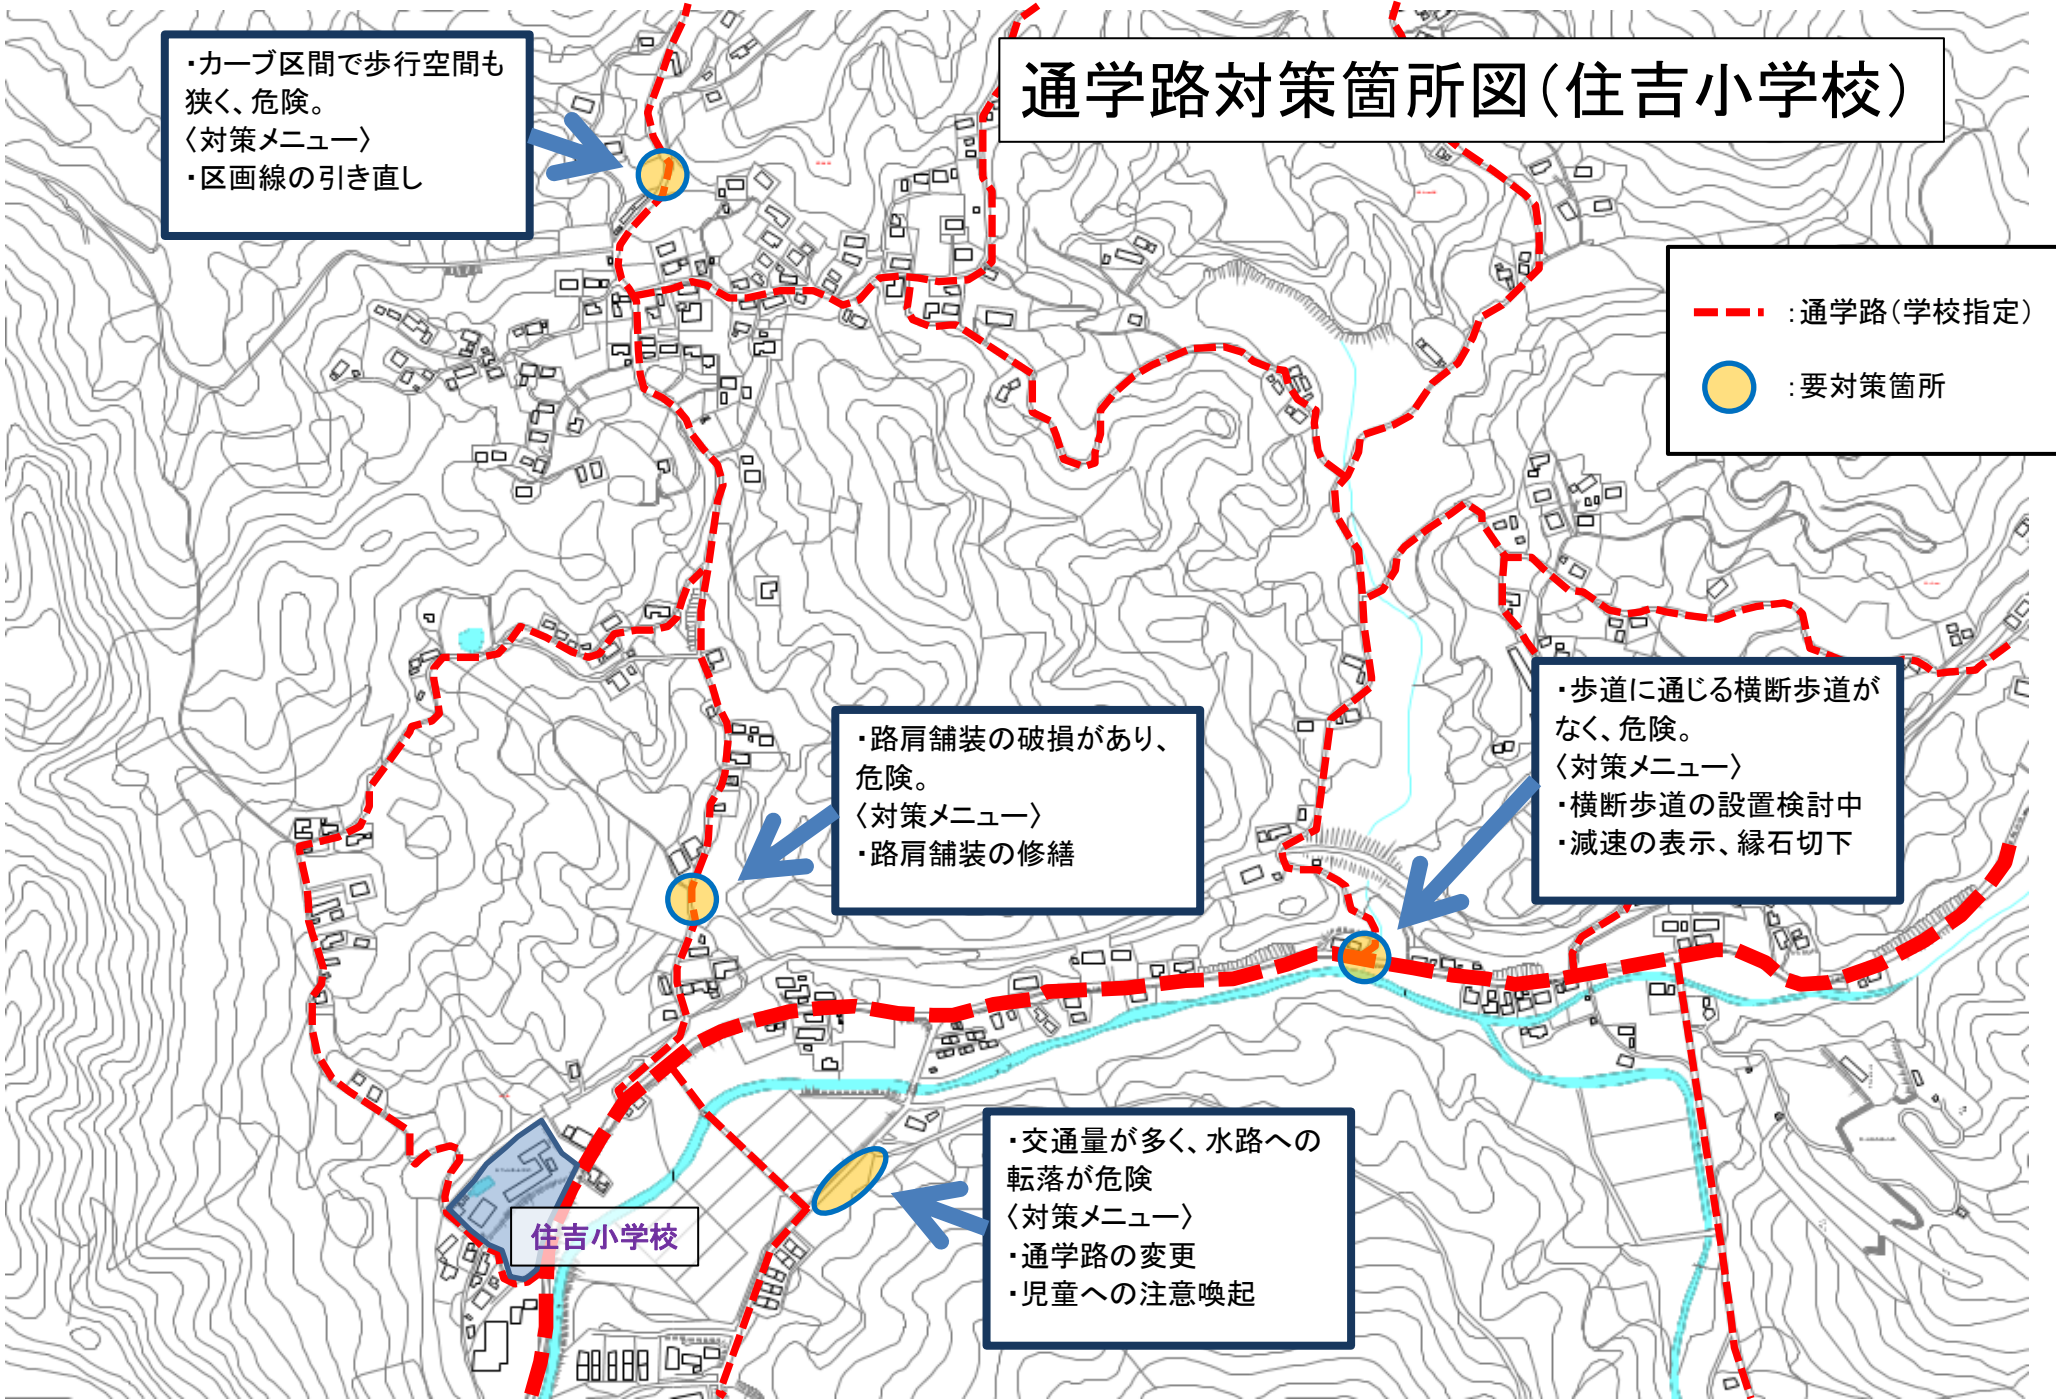 通学路対策箇所図(住吉小学校)
・カーブ区間で歩行空間も
狭く、危険。
〈対策メニュー〉
・区画線の引き直し
:通学路(学校指定)
:要対策箇所
・歩道に通じる横断歩道が
なく、危険。
〈対策メニュー〉
・横断歩道の設置検討中
・減速の表示、縁石切下
・路肩舗装の破損があり、
危険。
〈対策メニュー〉
・路肩舗装の修繕
・交通量が多く、水路への
転落が危険
〈対策メニュー〉
・通学路の変更
・児童への注意喚起
住吉小学校